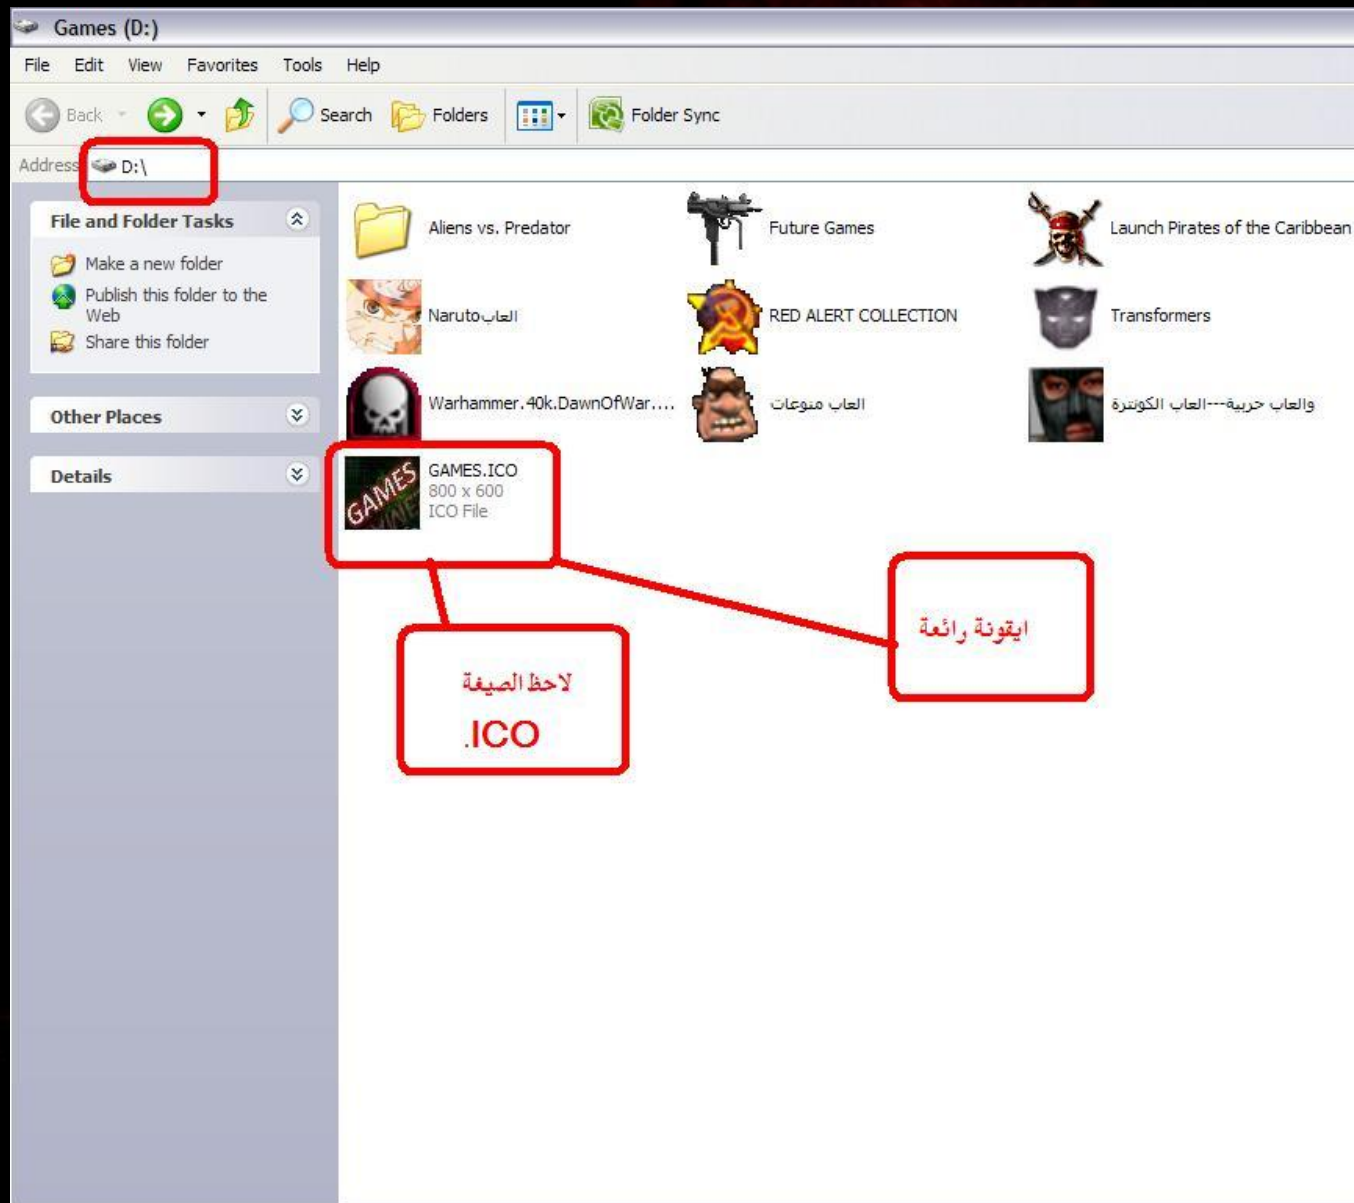 Games (D:)
File Edit View Favorites Tools Help
Back Search Folders Folder Sync
Address D:\
File and Folder Tasks
Make a new folder
Publish this folder to the
Web
Share this folder
Other Places
Details
Aliens vs. Predator
Future Games
Launch Pirates of the Caribbean
العابNaruto
RED ALERT COLLECTION
Transformers
Warhammer.40k.DawnOfWar....
العاب منوعات
والعاب حربية---العاب الكونترة
GAMES
GAMES.ICO
800 x 600
ICO File
ايقونة رائعة
لاحظ الصيغة
.ICO